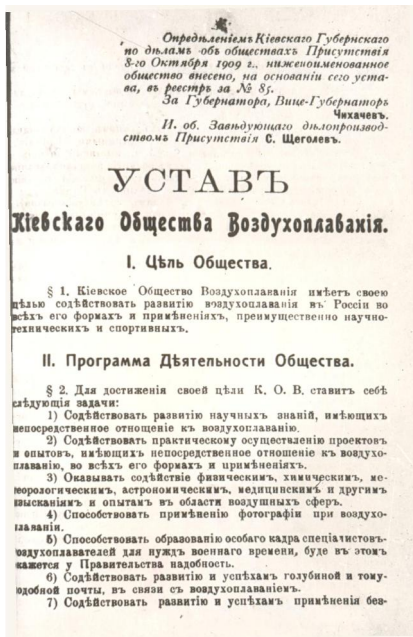 Опредѣленіемъ Кіевскаго Губернскаго
по дѣламъ объ обществахъ Присутствія
8-го Октября 1909 г., нижепоименованное
общество внесено, на основаніи сего уста-
ва, въ реестръ за № 85.
За Губернатора, Вице-Губернаторъ
Чихачевъ.
И. об. Завѣдующаго дѣлопроизвод-
ствомъ Присутствія С. Щеголевъ.
УСТАВЪ
Кіевскаго Общества Воздухоплаванія.
I. Цѣль Общества.
§ 1. Кіевское Общество Воздухоплаванія имѣетъ своею
цѣлью содѣйствовать развитію воздухоплаванія въ Россіи во
всѣхъ его формахъ и примѣненіяхъ, преимущественно научно-
техническихъ и спортивныхъ.
II. Программа Дѣятельности Общества.
§ 2. Для достиженія своей цѣли К. О. В. ставитъ себѣ
слѣдующія задачи:
1) Содѣйствовать развитію научныхъ знаній, имѣющихъ
непосредственное отнощеніе къ воздухоплаванію.
2) Содѣйствовать практическому осуществленію проектовъ
и опытовъ, имѣющихъ непосредственное отношеніе къ воздухо-
плаванію, во всѣхъ его формахъ и примѣненіяхъ.
3) Оказывать содѣйствіе физическимъ, химическимъ, ме-
теорологическимъ, астрономическимъ, медицинскимъ и другимъ
изысканіямъ и опытамъ въ области воздушныхъ сферъ.
4) Способствовать примѣненію фотографіи при воздухо-
плаваніи.
5) Способствовать образованію особаго кадра спеціалистовъ-
воздухоплавателей для нуждъ военнаго времени, буде въ этомъ
окажется у Правительства надобность.
6) Содѣйствовать развитію и успѣхамъ голубиной и тому-
подобной почты, въ связи съ воздухоплаваніемъ.
7) Содѣйствовать развитію и успѣхамъ примѣненія без-